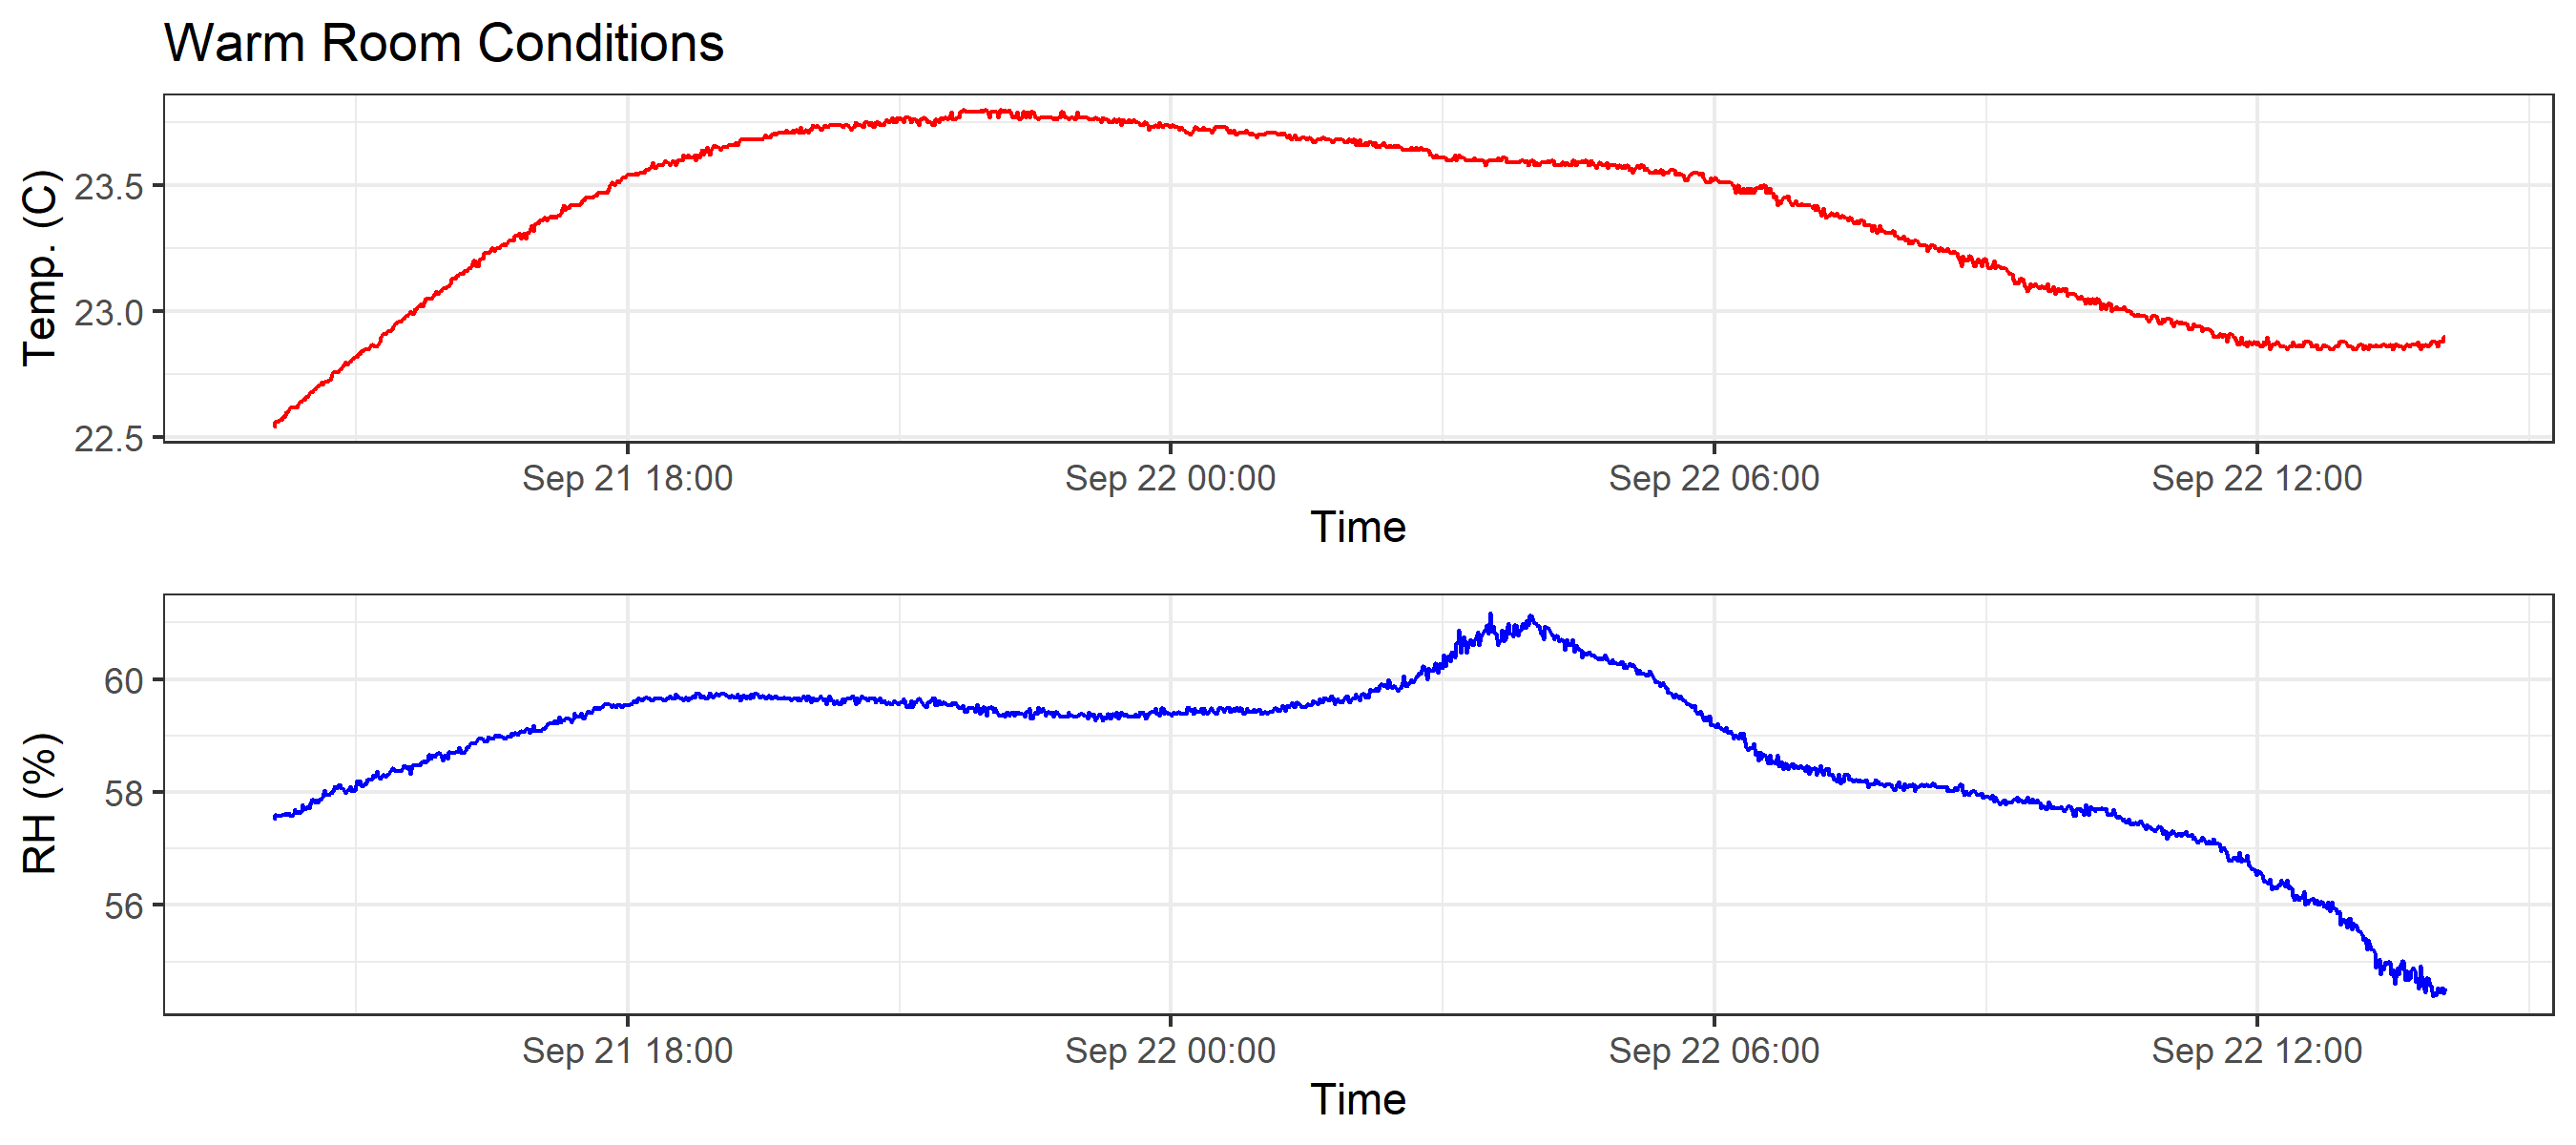 Warm Room Conditions
Temp. (C)
23.5
23.0
22.5
Sep 21 18:00 Sep 22 00:00 Sep 22 06:00 Sep 22 12:00
Time
RH (%)
60
58
56
Sep 21 18:00 Sep 22 00:00 Sep 22 06:00 Sep 22 12:00
Time